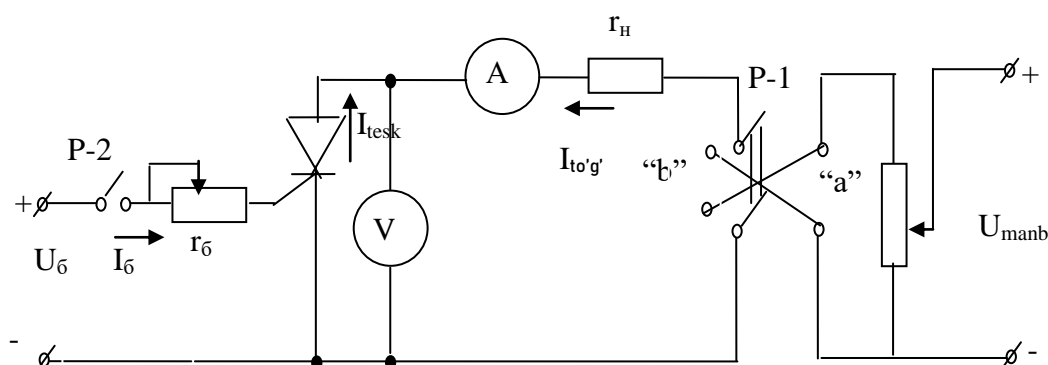 rн
A
P-1
+
Itesk
P-2
Ito'g'
“b”
“a”
+
V
Umanb
Uб
Iб
rб
-
-